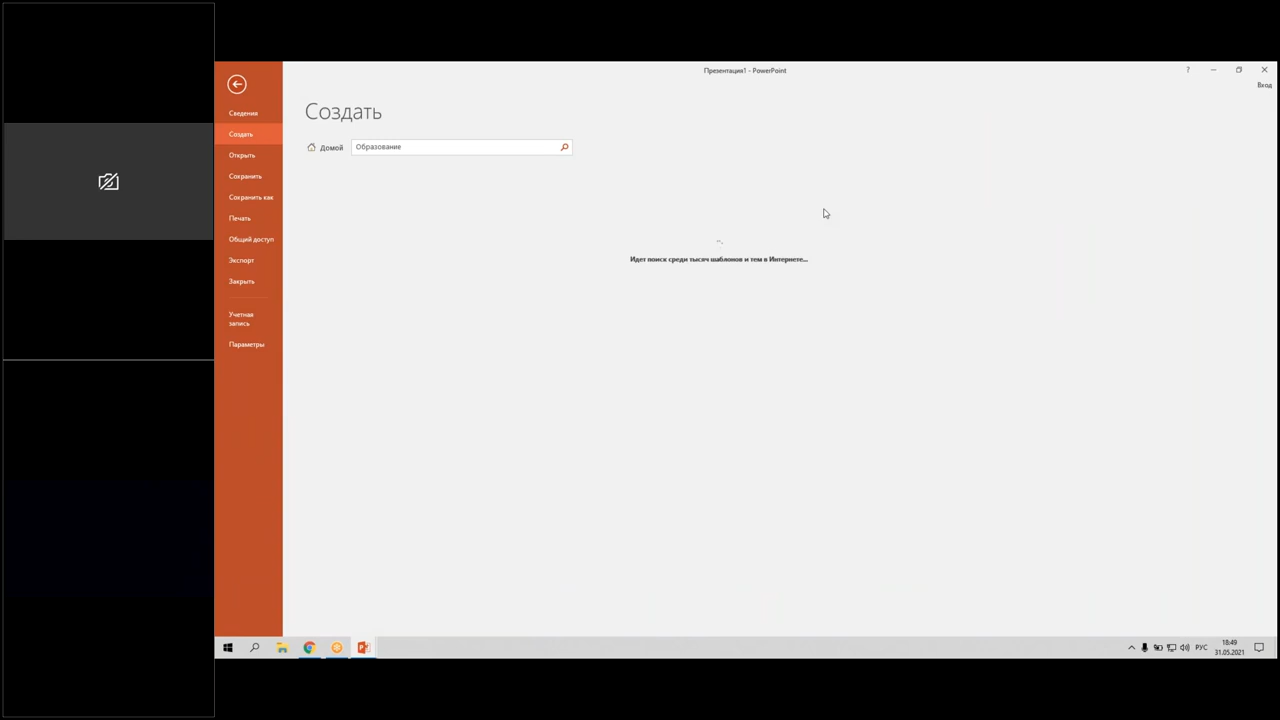 Презентация1 - PowerPoint
?
Вход
Создать
Сведения
Создать
Открыть
Сохранить
Сохранить как
Печать
Общий доступ
Экспорт
Закрыть
Учетная
запись
Параметры
Домой
Образование
Идет поиск среди тысяч шаблонов и тем в Интернете...
РУС
18:49
31.05.2021